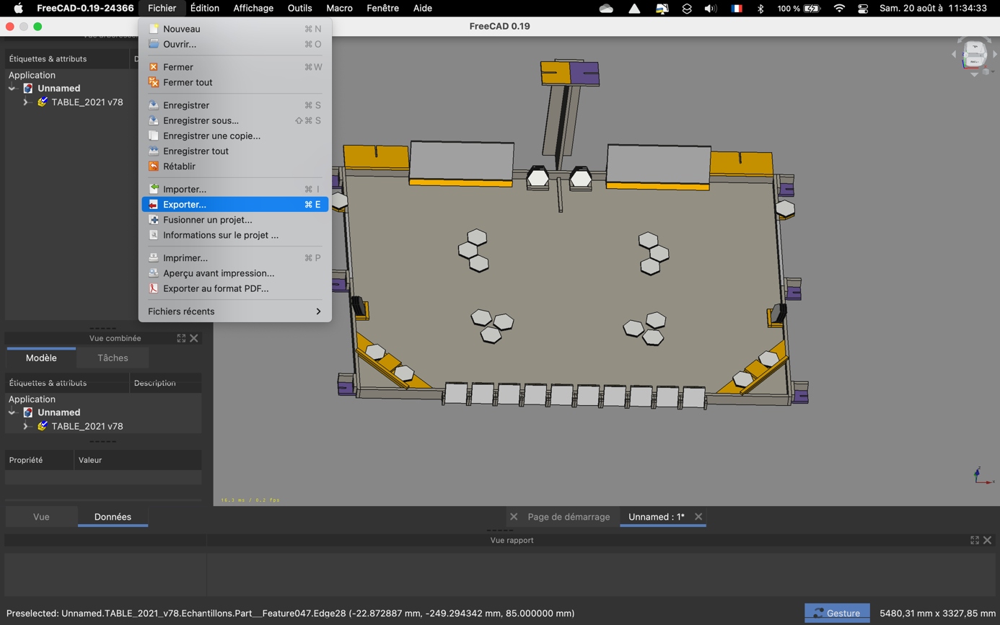 FreeCAD-0.19-24366 Fichier Édition Affichage Outils Macro Fenêtre Aide 100 % Sam. 20 août à 11:34:33
FreeCAD 0.19
Étiquettes & attributs
Application
Unnamed
TABLE_2021 v78
Nouveau ⌘ N
Ouvrir... ⌘ O
Fermer ⌘ W
Fermer tout
Enregistrer ⌘ S
Enregistrer sous... ⇧ ⌘ S
Enregistrer une copie...
Enregistrer tout
Rétablir
Importer... ⌘ I
Exporter... ⌘ E
Fusionner un projet...
Informations sur le projet ...
Imprimer... ⌘ P
Aperçu avant impression...
Exporter au format PDF...
Fichiers récents
Vue combinée
Modèle Tâches
Étiquettes & attributs Description
Application
Unnamed
TABLE_2021 v78
Propriété Valeur
16.3 ms / 0.2 fps
Vue Données
Page de démarrage Unnamed : 1*
Vue rapport
Preselected: Unnamed.TABLE_2021_v78.Echantillons.Part__Feature047.Edge28 (-22.872887 mm, -249.294342 mm, 85.000000 mm) Gesture 5480,31 mm x 3327,85 mm